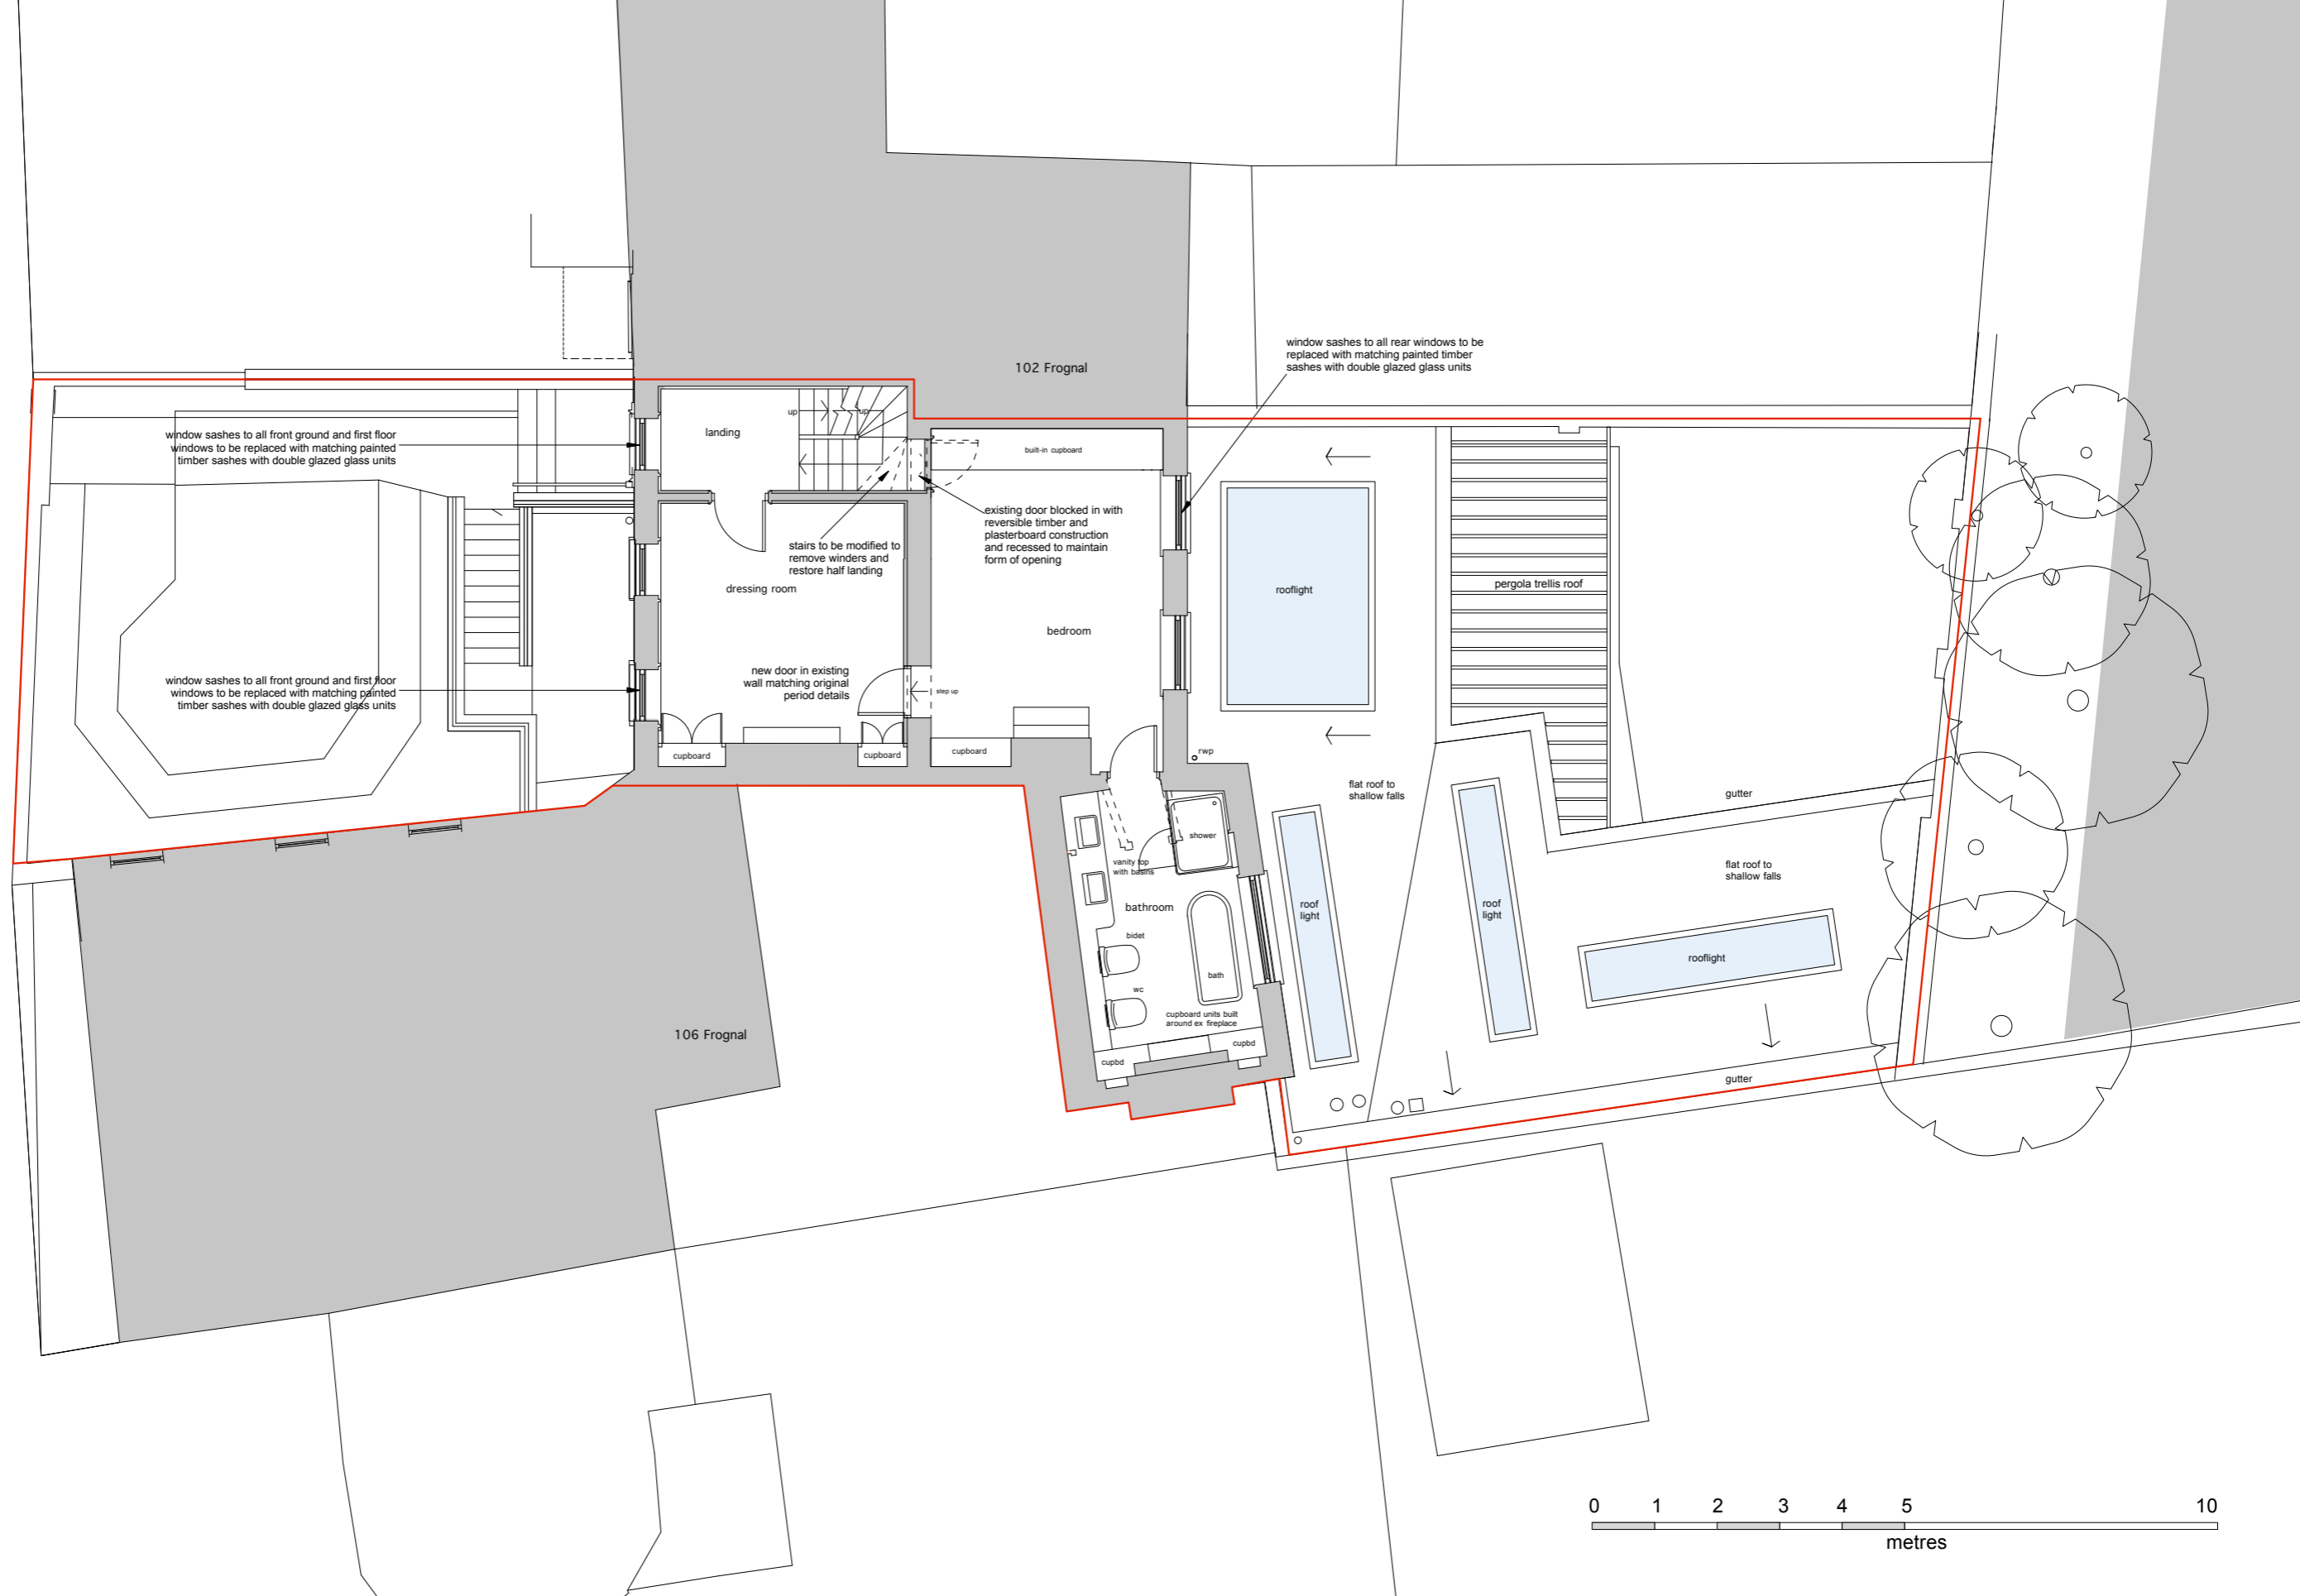 102 Frognal
window sashes to all rear windows to be
replaced with matching painted timber
sashes with double glazed glass units
window sashes to all front ground and first floor
windows to be replaced with matching painted
timber sashes with double glazed glass units
landing
up
up
built-in cupboard
existing door blocked in with
reversible timber and
plasterboard construction
and recessed to maintain
form of opening
stairs to be modified to
remove winders and
restore half landing
dressing room
rooflight
pergola trellis roof
bedroom
window sashes to all front ground and first floor
windows to be replaced with matching painted
timber sashes with double glazed glass units
new door in existing
wall matching original
period details
step up
cupboard
cupboard
cupboard
rwp
flat roof to
shallow falls
gutter
shower
vanity top
with basins
bathroom
bidet
bath
wc
cupboard units built
around ex fireplace
cupbd
cupbd
roof
light
roof
light
flat roof to
shallow falls
rooflight
gutter
106 Frognal
0 1 2 3 4 5 10
metres